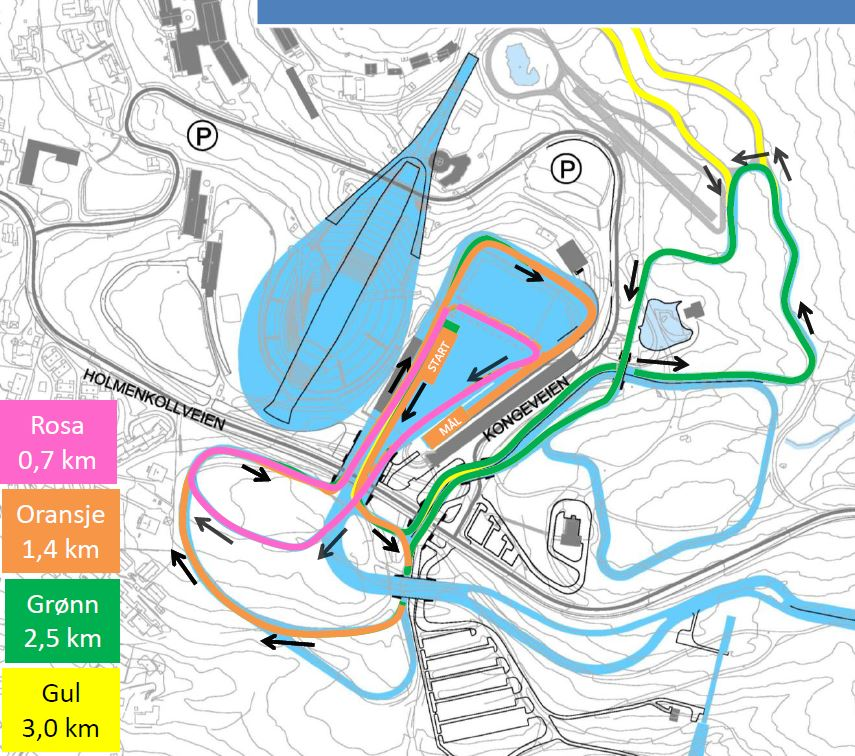 P
P
HOLMENKOLLVEIEN
START
MÅL
KONGEVEIEN
Rosa
0,7 km
Oransje
1,4 km
Grønn
2,5 km
Gul
3,0 km